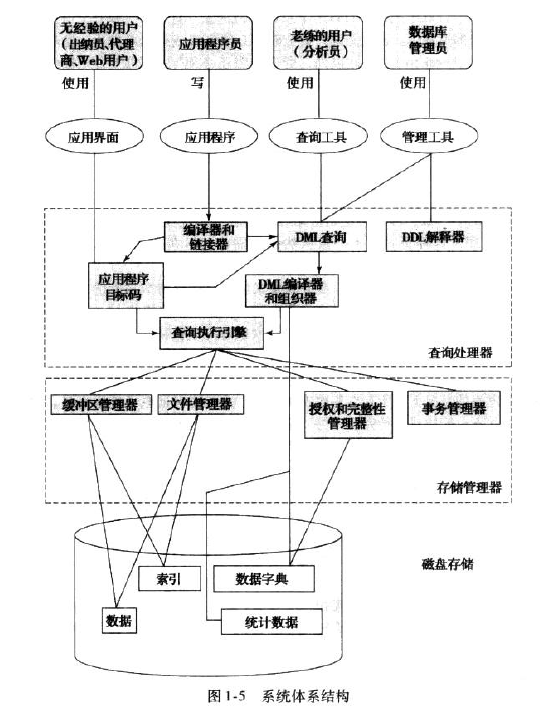 无经验的用户
(出纳员、代理
商、Web用户)
应用程序员
老练的用户
(分析员)
数据库
管理员
使用
写
使用
使用
应用界面
应用程序
查询工具
管理工具
编译器和
链接器
DML查询
DDL解释器
应用程序
目标码
DML编译器
和组织器
查询执行引擎
查询处理器
缓冲区管理器
文件管理器
授权和完整性
管理器
事务管理器
存储管理器
索引
数据字典
磁盘存储
数据
统计数据
图 1-5 系统体系结构